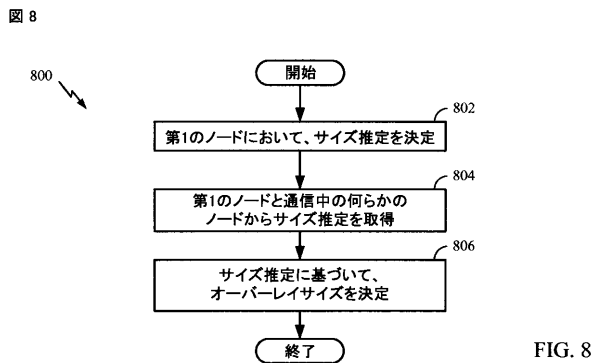 図 8
800
開始
802
第1のノードにおいて、サイズ推定を決定
804
第1のノードと通信中の何らかの
ノードからサイズ推定を取得
806
サイズ推定に基づいて、
オーバーレイサイズを決定
終了
FIG. 8